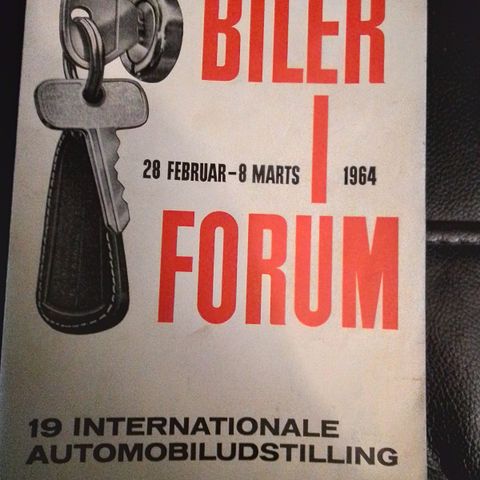 BILER
I
28 FEBRUAR-8 MARTS 1964
FORUM
19 INTERNATIONALE
AUTOMOBILUDSTILLING